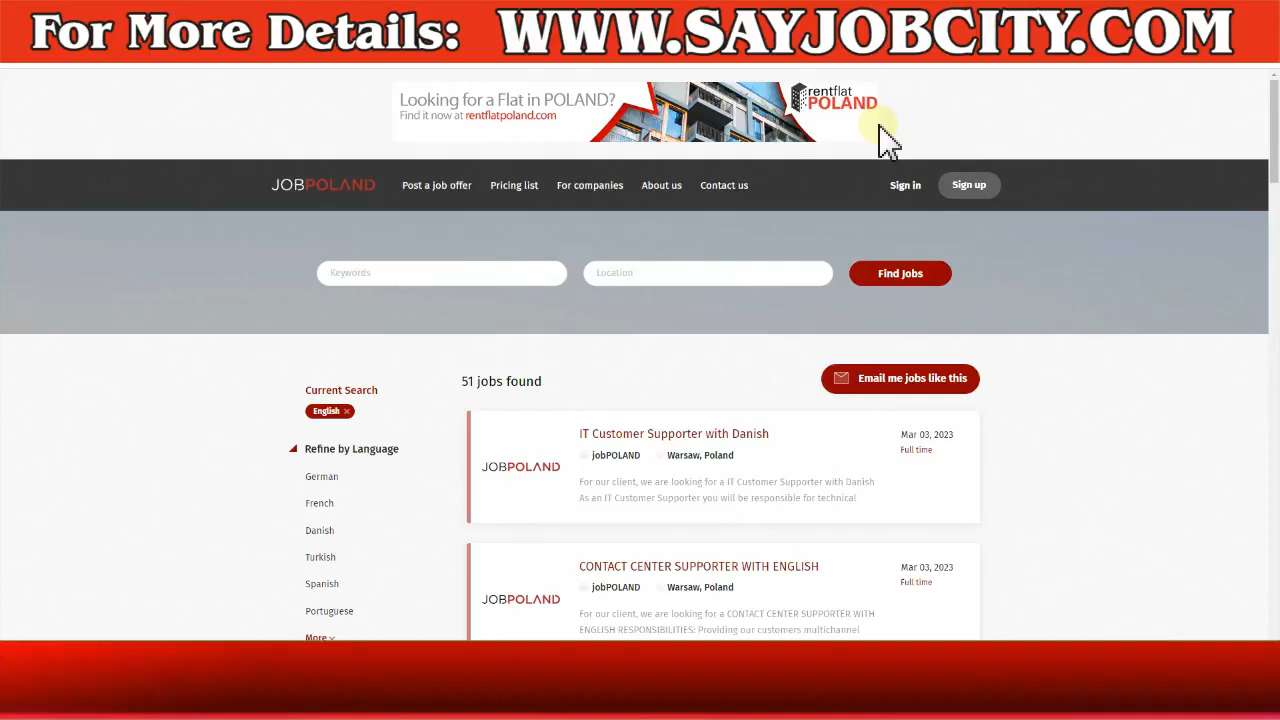 For More Details: WWW.SAYJOBCITY.COM
Looking for a Flat in POLAND?
Find it now at rentflatpoland.com
rentflat
POLAND
JOBPOLAND Post a job offer Pricing list For companies About us Contact us Sign in Sign up
Keywords Location Find Jobs
51 jobs found Email me jobs like this
Current Search
English ×
Refine by Language
German
French
Danish
Turkish
Spanish
Portuguese
More
JOBPOLAND
IT Customer Supporter with Danish Mar 03, 2023
jobPOLAND Warsaw, Poland Full time
For our client, we are looking for a IT Customer Supporter with Danish
As an IT Customer Supporter you will be responsible for technical
JOBPOLAND
CONTACT CENTER SUPPORTER WITH ENGLISH Mar 03, 2023
jobPOLAND Warsaw, Poland Full time
For our client, we are looking for a CONTACT CENTER SUPPORTER WITH
ENGLISH RESPONSIBILITIES: Providing our customers multichannel